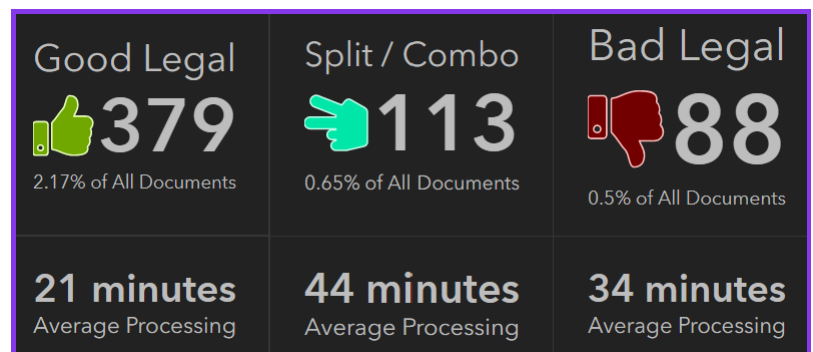 Good Legal
379
2.17% of All Documents
21 minutes
Average Processing
Split / Combo
113
0.65% of All Documents
44 minutes
Average Processing
Bad Legal
88
0.5% of All Documents
34 minutes
Average Processing